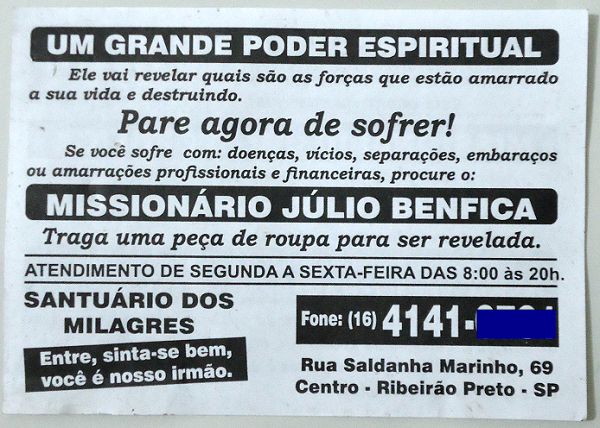 UM GRANDE PODER ESPIRITUAL
Ele vai revelar quais são as forças que estão amarrado
a sua vida e destruindo.
Pare agora de sofrer!
Se você sofre com: doenças, vícios, separações, embaraços
ou amarrações profissionais e financeiras, procure o:
MISSIONÁRIO JÚLIO BENFICA
Traga uma peça de roupa para ser revelada.
ATENDIMENTO DE SEGUNDA A SEXTA-FEIRA DAS 8:00 às 20h.
SANTUÁRIO DOS
MILAGRES
Entre, sinta-se bem,
você é nosso irmão.
Fone: (16) 4141-
Rua Saldanha Marinho, 69
Centro - Ribeirão Preto - SP